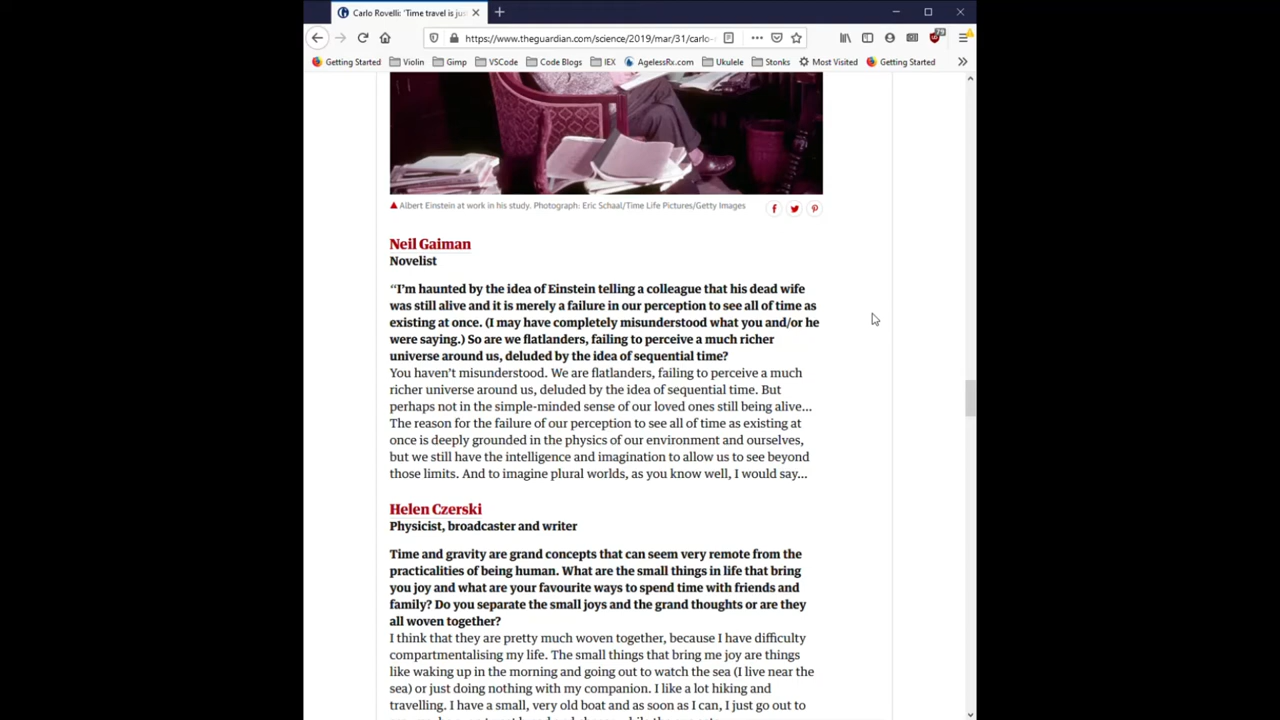 Carlo Rovelli: 'Time travel is jus
https://www.theguardian.com/science/2019/mar/31/carlo-
79
Getting Started Violin Gimp VSCode Code Blogs IEX AgelessRx.com Ukulele Stonks Most Visited Getting Started
Albert Einstein at work in his study. Photograph: Eric Schaal/Time Life Pictures/Getty Images
Neil Gaiman
Novelist
“I’m haunted by the idea of Einstein telling a colleague that his dead wife
was still alive and it is merely a failure in our perception to see all of time as
existing at once. (I may have completely misunderstood what you and/or he
were saying.) So are we flatlanders, failing to perceive a much richer
universe around us, deluded by the idea of sequential time?
You haven’t misunderstood. We are flatlanders, failing to perceive a much
richer universe around us, deluded by the idea of sequential time. But
perhaps not in the simple-minded sense of our loved ones still being alive…
The reason for the failure of our perception to see all of time as existing at
once is deeply grounded in the physics of our environment and ourselves,
but we still have the intelligence and imagination to allow us to see beyond
those limits. And to imagine plural worlds, as you know well, I would say…
Helen Czerski
Physicist, broadcaster and writer
Time and gravity are grand concepts that can seem very remote from the
practicalities of being human. What are the small things in life that bring
you joy and what are your favourite ways to spend time with friends and
family? Do you separate the small joys and the grand thoughts or are they
all woven together?
I think that they are pretty much woven together, because I have difficulty
compartmentalising my life. The small things that bring me joy are things
like waking up in the morning and going out to watch the sea (I live near the
sea) or just doing nothing with my companion. I like a lot hiking and
travelling. I have a small, very old boat and as soon as I can, I just go out to